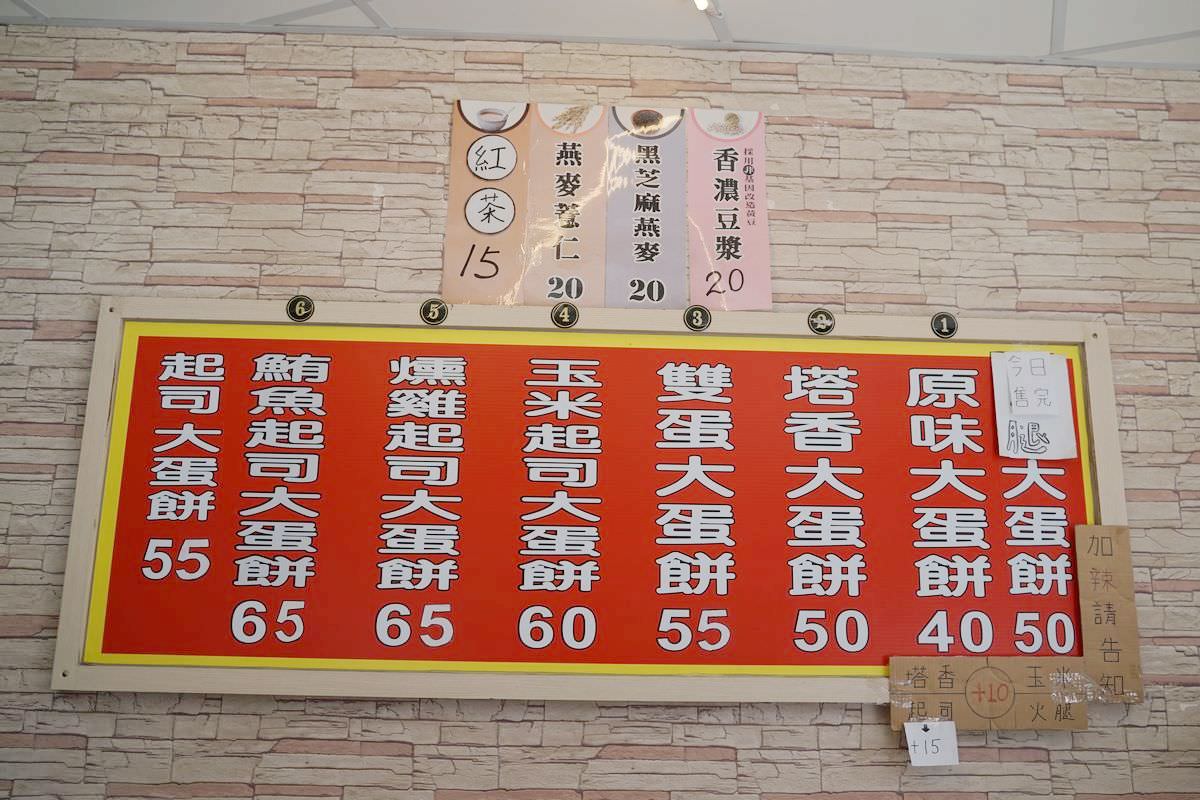 採用非基因改造黃豆
香濃豆漿
20
黑芝麻燕麥
20
燕麥薏仁
20
紅茶
15
1
2
3
4
5
6
今日
售完
腿
大蛋餅
50
原味大蛋餅
40
塔香大蛋餅
50
雙蛋大蛋餅
55
玉米起司大蛋餅
60
燻雞起司大蛋餅
65
鮪魚起司大蛋餅
65
起司大蛋餅
55
加辣請告知
塔香
起司
+10
玉米
火腿
+15